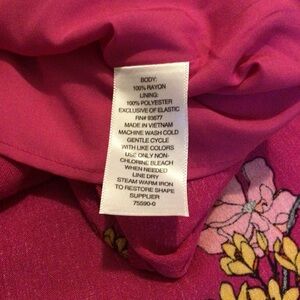 BODY:
100% RAYON
LINING:
100% POLYESTER
EXCLUSIVE OF ELASTIC
RN# 93677
MADE IN VIETNAM
MACHINE WASH COLD
GENTLE CYCLE
WITH LIKE COLORS
USE ONLY NON-
CHLORINE BLEACH
WHEN NEEDED
LINE DRY
STEAM WARM IRON
TO RESTORE SHAPE
SUPPLIER
75590-0